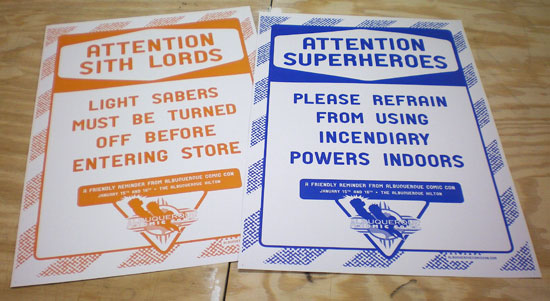 ATTENTION
SITH LORDS
LIGHT SABERS
MUST BE TURNED
OFF BEFORE
ENTERING STORE
A FRIENDLY REMINDER FROM ALBUQUERQUE COMIC CON
JANUARY 15TH AND 16TH • THE ALBUQUERQUE HILTON
ATTENTION
SUPERHEROES
PLEASE REFRAIN
FROM USING
INCENDIARY
POWERS INDOORS
A FRIENDLY REMINDER FROM ALBUQUERQUE COMIC CON
JANUARY 15TH AND 16TH • THE ALBUQUERQUE HILTON